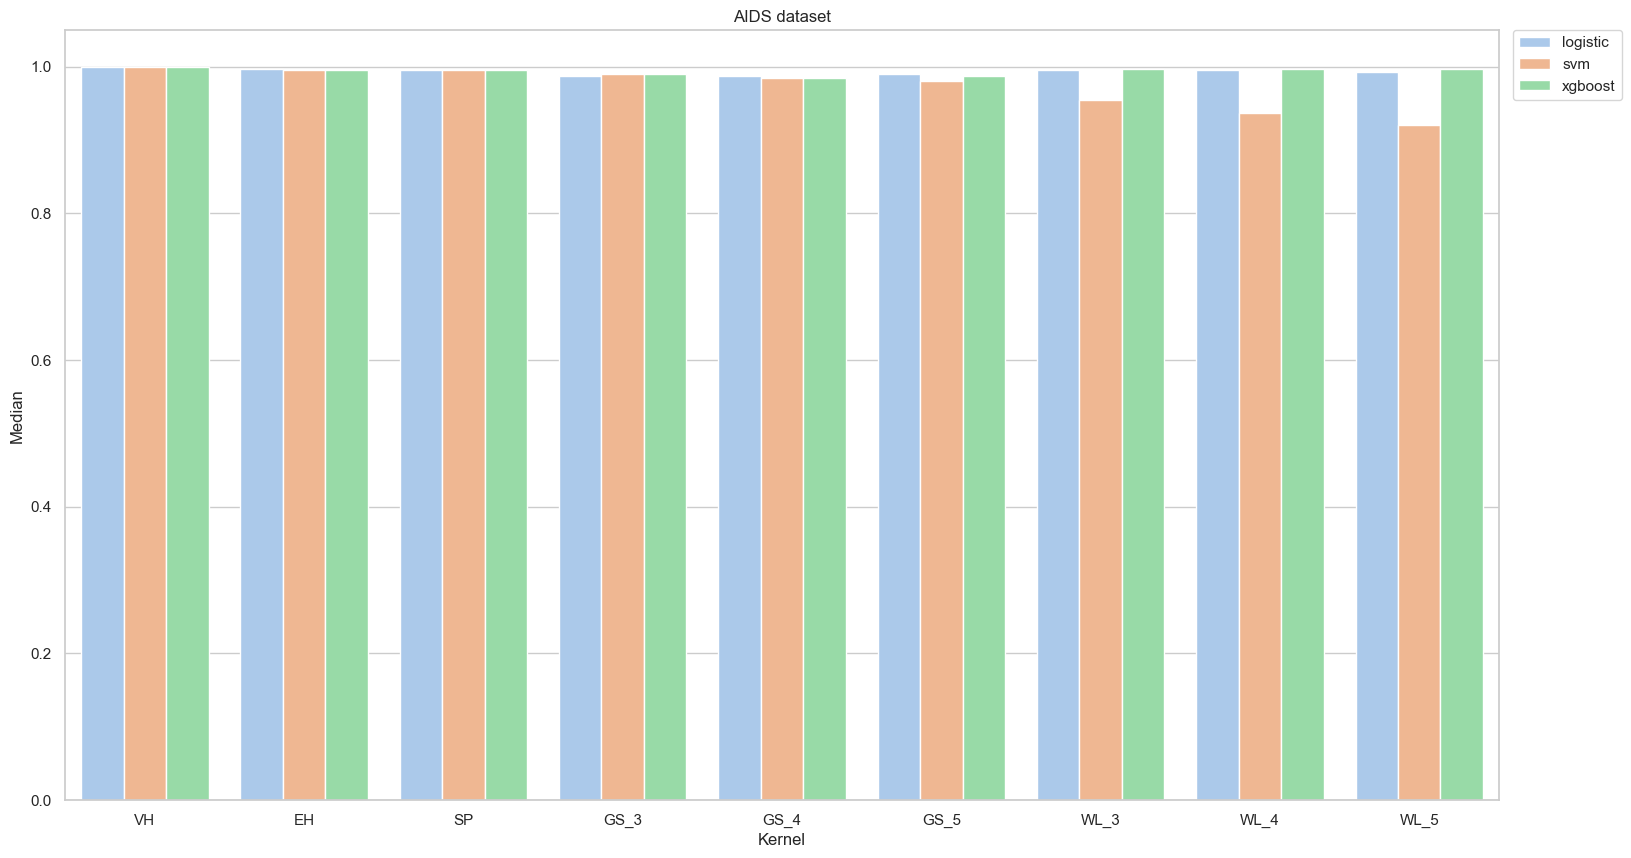 AIDS dataset
logistic
svm
xgboost
1.0
0.8
0.6
0.4
0.2
0.0
Median
VH EH SP GS_3 GS_4 GS_5 WL_3 WL_4 WL_5
Kernel